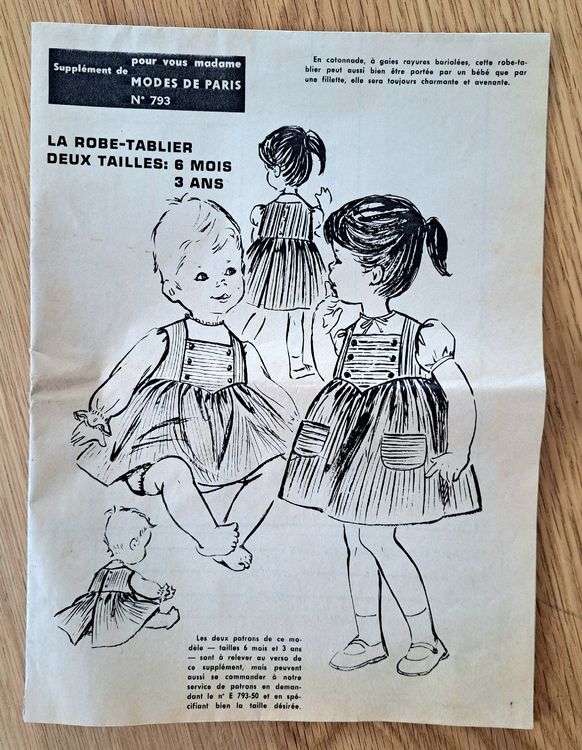 Supplément de pour vous madame
MODES DE PARIS
N° 793
En cotonnade, à gaies rayures bariolées, cette robe-ta-
blier peut aussi bien être portée par un bébé que par
une fillette, elle sera toujours charmante et avenante.
LA ROBE-TABLIER
DEUX TAILLES: 6 MOIS
3 ANS
Les deux patrons de ce mo-
dèle — tailles 6 mois et 3 ans
— sont à relever au verso de
ce supplément, mais peuvent
aussi se commander à notre
service de patrons en deman-
dant le n° E 793-50 et en spé-
cifiant bien la taille désirée.